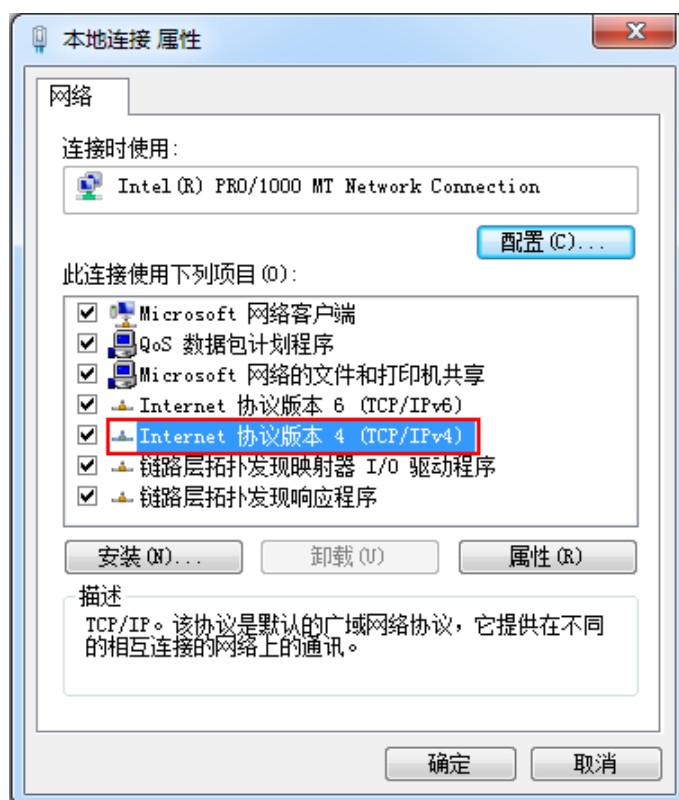 本地连接 属性
网络
连接时使用:
Intel(R) PRO/1000 MT Network Connection
配置(C)...
此连接使用下列项目(O):
Microsoft 网络客户端
QoS 数据包计划程序
Microsoft 网络的文件和打印机共享
Internet 协议版本 6 (TCP/IPv6)
Internet 协议版本 4 (TCP/IPv4)
链路层拓扑发现映射器 I/O 驱动程序
链路层拓扑发现响应程序
安装(N)... 卸载(U) 属性(R)
描述
TCP/IP。该协议是默认的广域网络协议，它提供在不同
的相互连接的网络上的通讯。
确定 取消